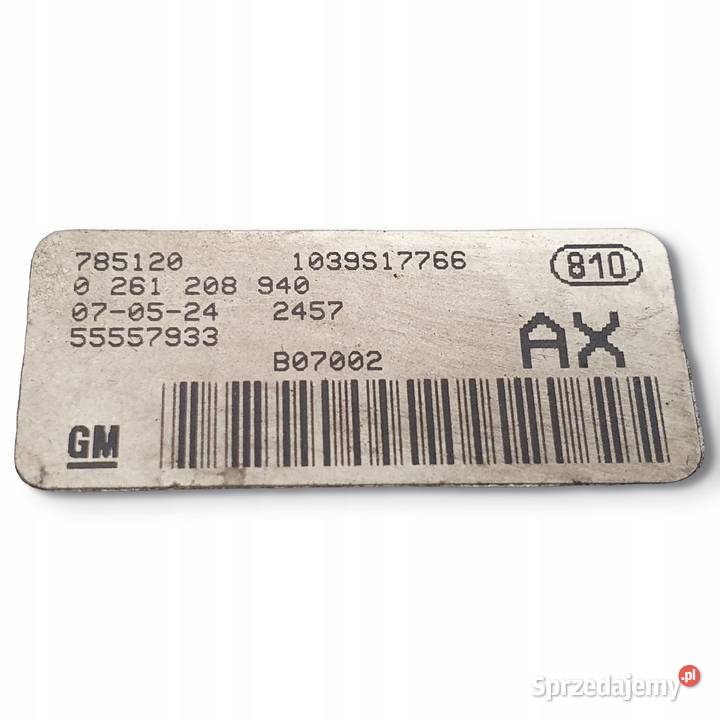 785120 1039S17766 810
0 261 208 940
07-05-24 2457
55557933 AX
B07002
GM
Sprzedajemy.pl